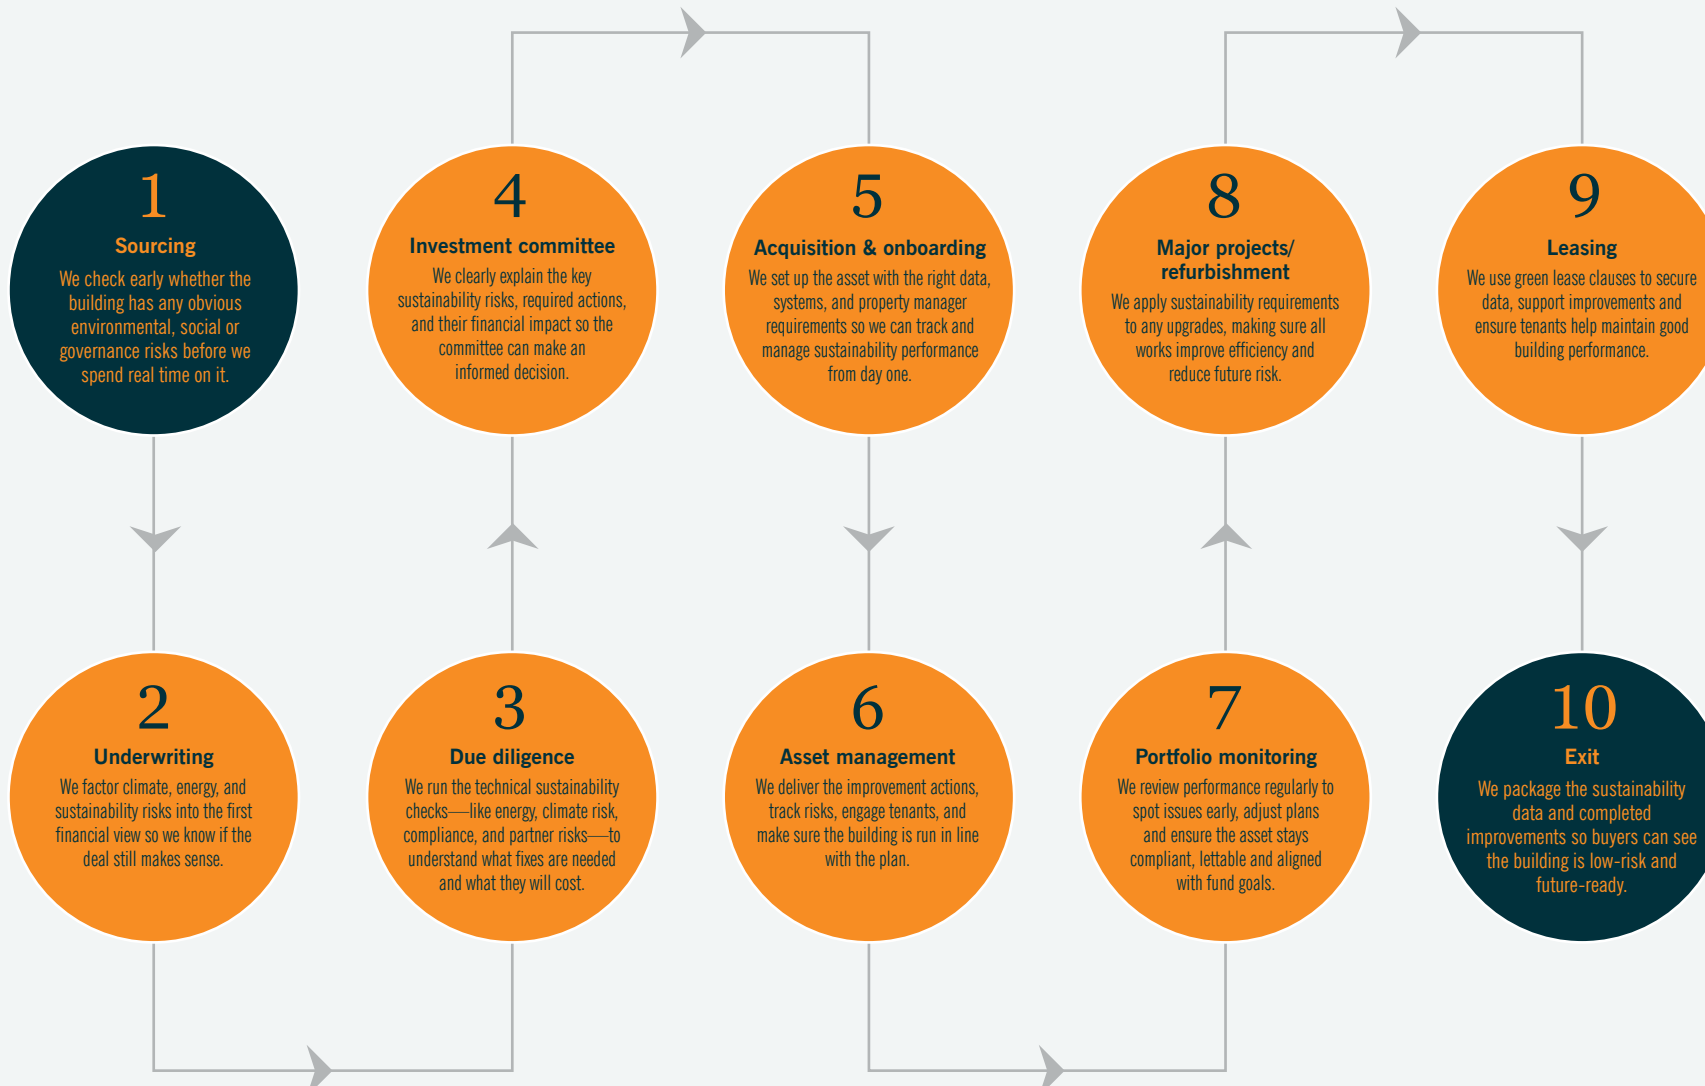 1
Sourcing
We check early whether the
building has any obvious
environmental, social or
governance risks before we
spend real time on it.
2
Underwriting
We factor climate, energy, and
sustainability risks into the first
financial view so we know if the
deal still makes sense.
3
Due diligence
We run the technical sustainability
checks—like energy, climate risk,
compliance, and partner risks—to
understand what fixes are needed
and what they will cost.
4
Investment committee
We clearly explain the key
sustainability risks, required actions,
and their financial impact so the
committee can make an
informed decision.
5
Acquisition & onboarding
We set up the asset with the right data,
systems, and property manager
requirements so we can track and
manage sustainability performance
from day one.
6
Asset management
We deliver the improvement actions,
track risks, engage tenants, and
make sure the building is run in line
with the plan.
7
Portfolio monitoring
We review performance regularly to
spot issues early, adjust plans
and ensure the asset stays
compliant, lettable and aligned
with fund goals.
8
Major projects/
refurbishment
We apply sustainability requirements
to any upgrades, making sure all
works improve efficiency and
reduce future risk.
9
Leasing
We use green lease clauses to secure
data, support improvements and
ensure tenants help maintain good
building performance.
10
Exit
We package the sustainability
data and completed
improvements so buyers can see
the building is low-risk and
future-ready.